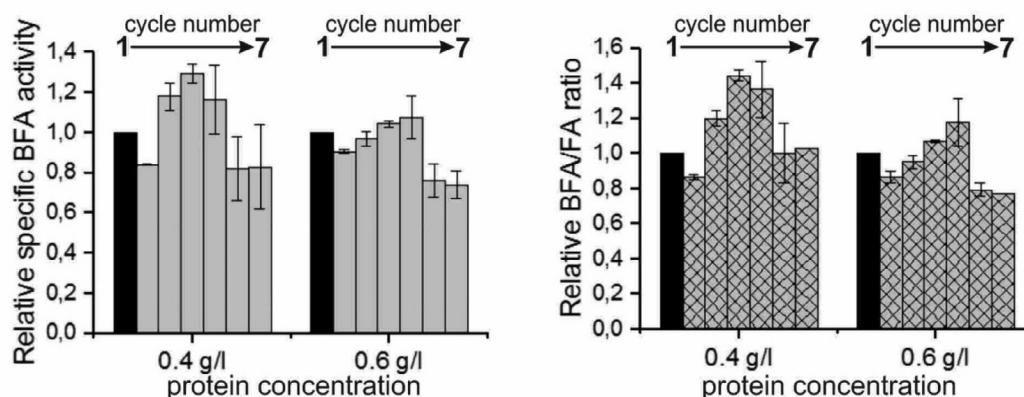 cycle number
1 7
cycle number
1 7
Relative specific BFA activity
1,4
1,2
1,0
0,8
0,6
0,4
0,2
0,0
0.4 g/l
0.6 g/l
protein concentration
cycle number
1 7
cycle number
1 7
Relative BFA/FA ratio
1,6
1,4
1,2
1,0
0,8
0,6
0,4
0,2
0,0
0.4 g/l
0.6 g/l
protein concentration